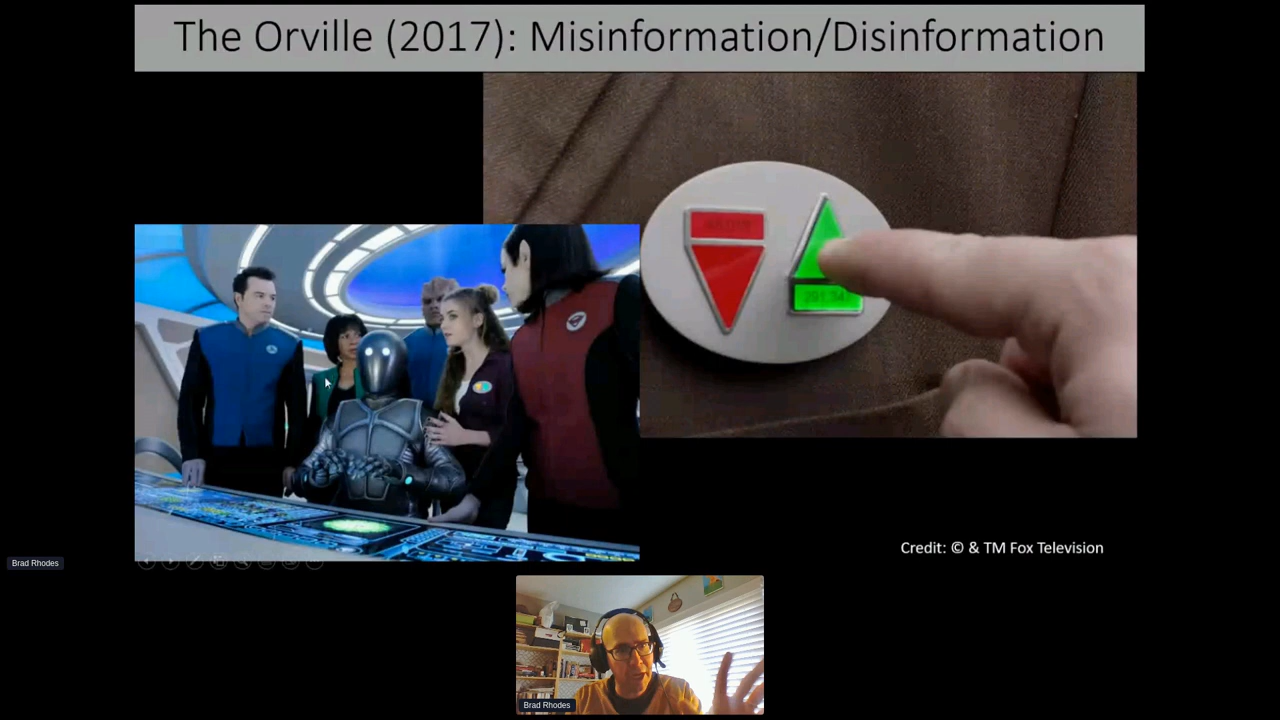 The Orville (2017): Misinformation/Disinformation
Credit: © & TM Fox Television
Brad Rhodes
Brad Rhodes